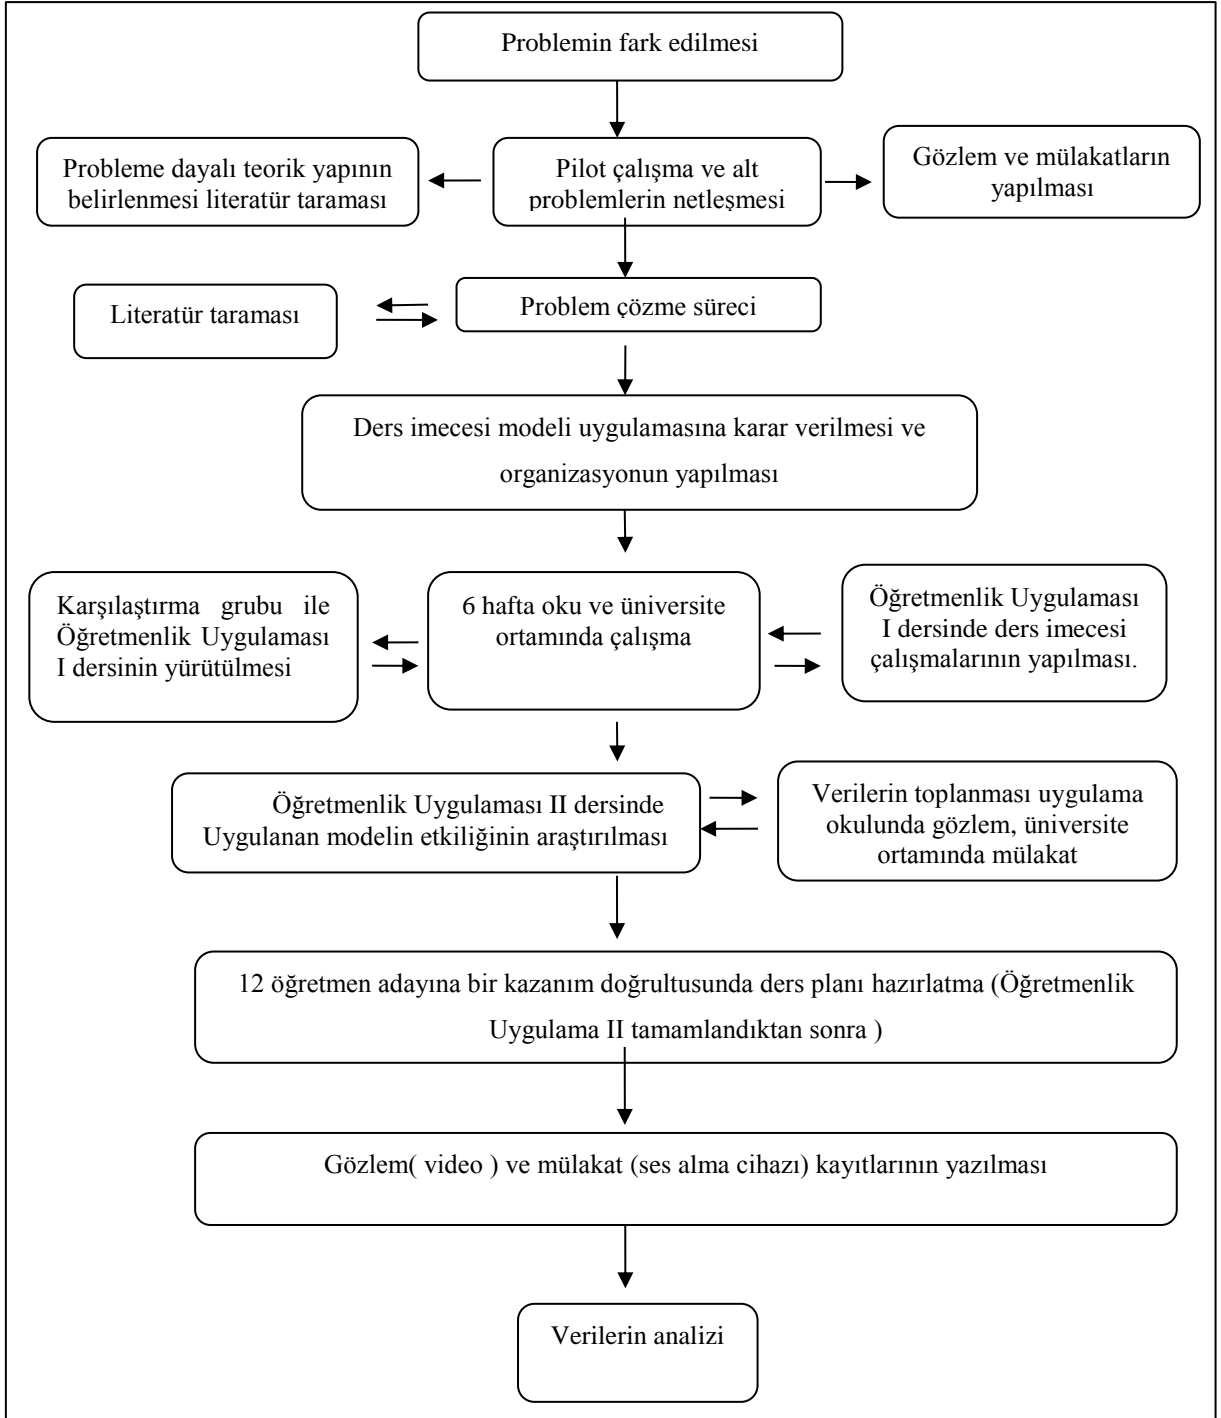 Problemin fark edilmesi
Probleme dayalı teorik yapının
belirlenmesi literatür taraması
Pilot çalışma ve alt
problemlerin netleşmesi
Gözlem ve mülakatların
yapılması
Literatür taraması
Problem çözme süreci
Ders imecesi modeli uygulamasına karar verilmesi ve
organizasyonun yapılması
Karşılaştırma grubu ile
Öğretmenlik Uygulaması
I dersinin yürütülmesi
6 hafta oku ve üniversite
ortamında çalışma
Öğretmenlik Uygulaması
I dersinde ders imecesi
çalışmalarının yapılması.
Öğretmenlik Uygulaması II dersinde
Uygulanan modelin etkiliğinin araştırılması
Verilerin toplanması uygulama
okulunda gözlem, üniversite
ortamında mülakat
12 öğretmen adayına bir kazanım doğrultusunda ders planı hazırlatma (Öğretmenlik
Uygulama II tamamlandıktan sonra )
Gözlem( video ) ve mülakat (ses alma cihazı) kayıtlarının yazılması
Verilerin analizi